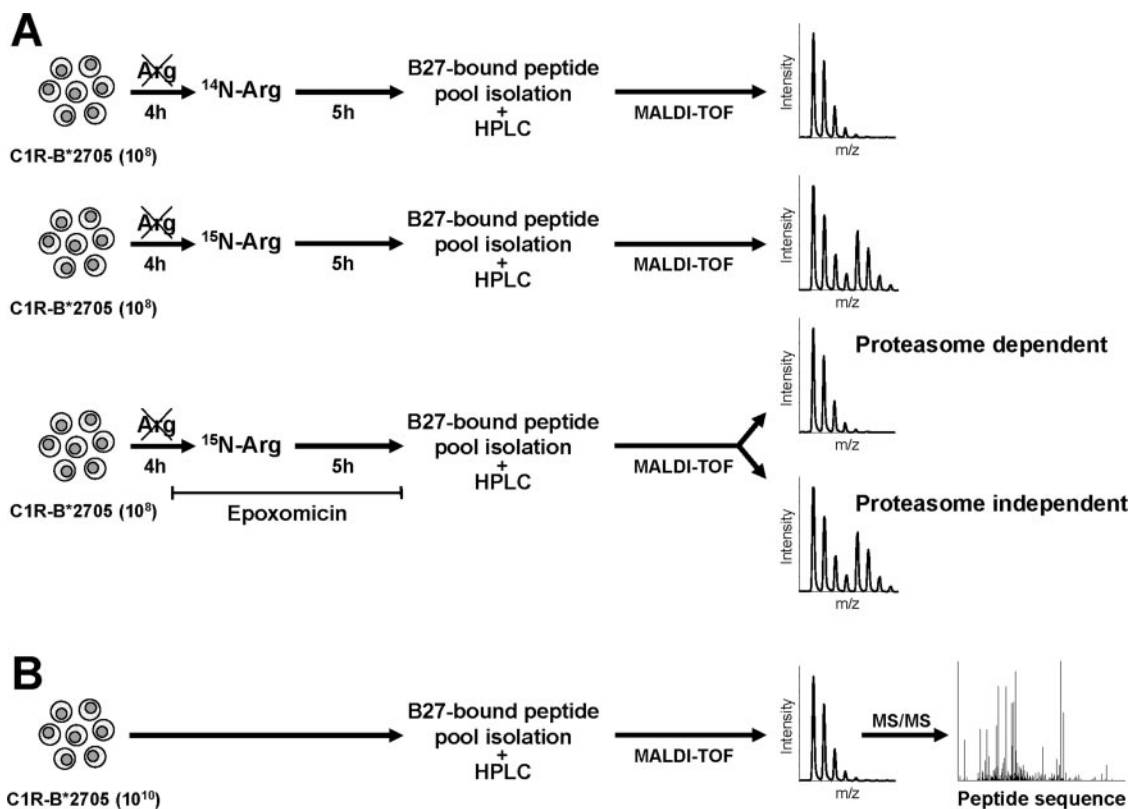 A
Arg
4h
¹⁴N-Arg
5h
B27-bound peptide
pool isolation
+
HPLC
MALDI-TOF
Intensity
m/z
C1R-B*2705 (10⁸)
Arg
4h
¹⁵N-Arg
5h
B27-bound peptide
pool isolation
+
HPLC
MALDI-TOF
Intensity
m/z
C1R-B*2705 (10⁸)
Proteasome dependent
Intensity
m/z
Arg
4h
¹⁵N-Arg
5h
B27-bound peptide
pool isolation
+
HPLC
MALDI-TOF
C1R-B*2705 (10⁸)
Epoxomicin
Proteasome independent
Intensity
m/z
B
B27-bound peptide
pool isolation
+
HPLC
MALDI-TOF
Intensity
m/z
MS/MS
C1R-B*2705 (10¹⁰)
Peptide sequence